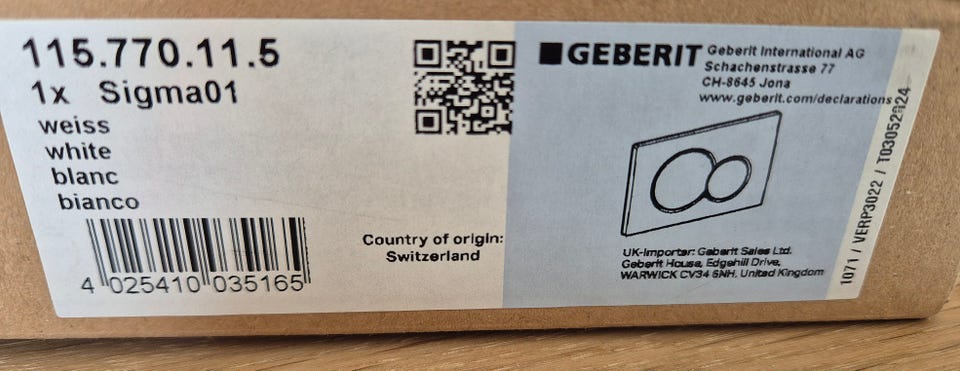 115.770.11.5
1x Sigma01
weiss
white
blanc
bianco
4 025410 035165
Country of origin:
Switzerland
GEBERIT
Geberit International AG
Schachenstrasse 77
CH-8645 Jona
www.geberit.com/declarations
UK-Importer: Geberit Sales Ltd.
Geberit House, Edgehill Drive,
WARWICK CV34 6NH, United Kingdom
1071 / VERP3022 / T03052024